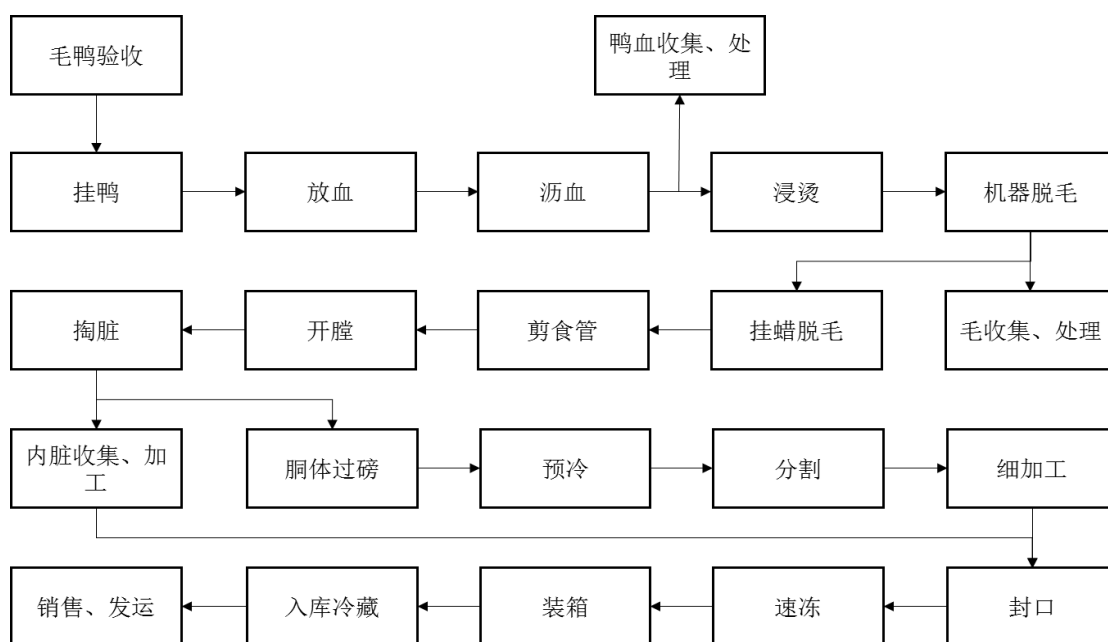 毛鸭验收
鸭血收集、处
理
挂鸭
放血
沥血
浸烫
机器脱毛
掏脏
开膛
剪食管
挂蜡脱毛
毛收集、处理
内脏收集、加
工
胴体过磅
预冷
分割
细加工
销售、发运
入库冷藏
装箱
速冻
封口